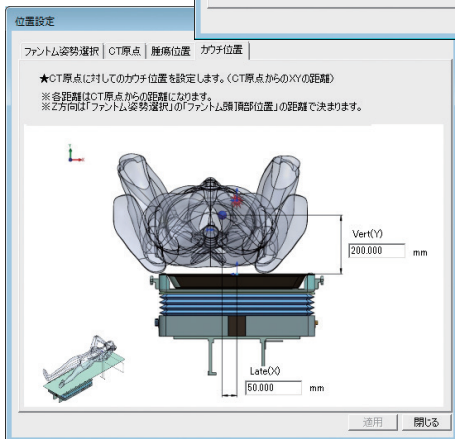 位置設定
ファントム姿勢選択 CT原点 腫瘍位置 カウチ位置
★CT原点に対してのカウチ位置を設定します。(CT原点からのXYの距離)
※各距離はCT原点からの距離になります。
※Z方向は「ファントム姿勢選択」の「ファントム頭頂部位置」の距離で決まります。
Vert(Y)
200.000 mm
Late(X)
50.000 mm
適用 閉じる